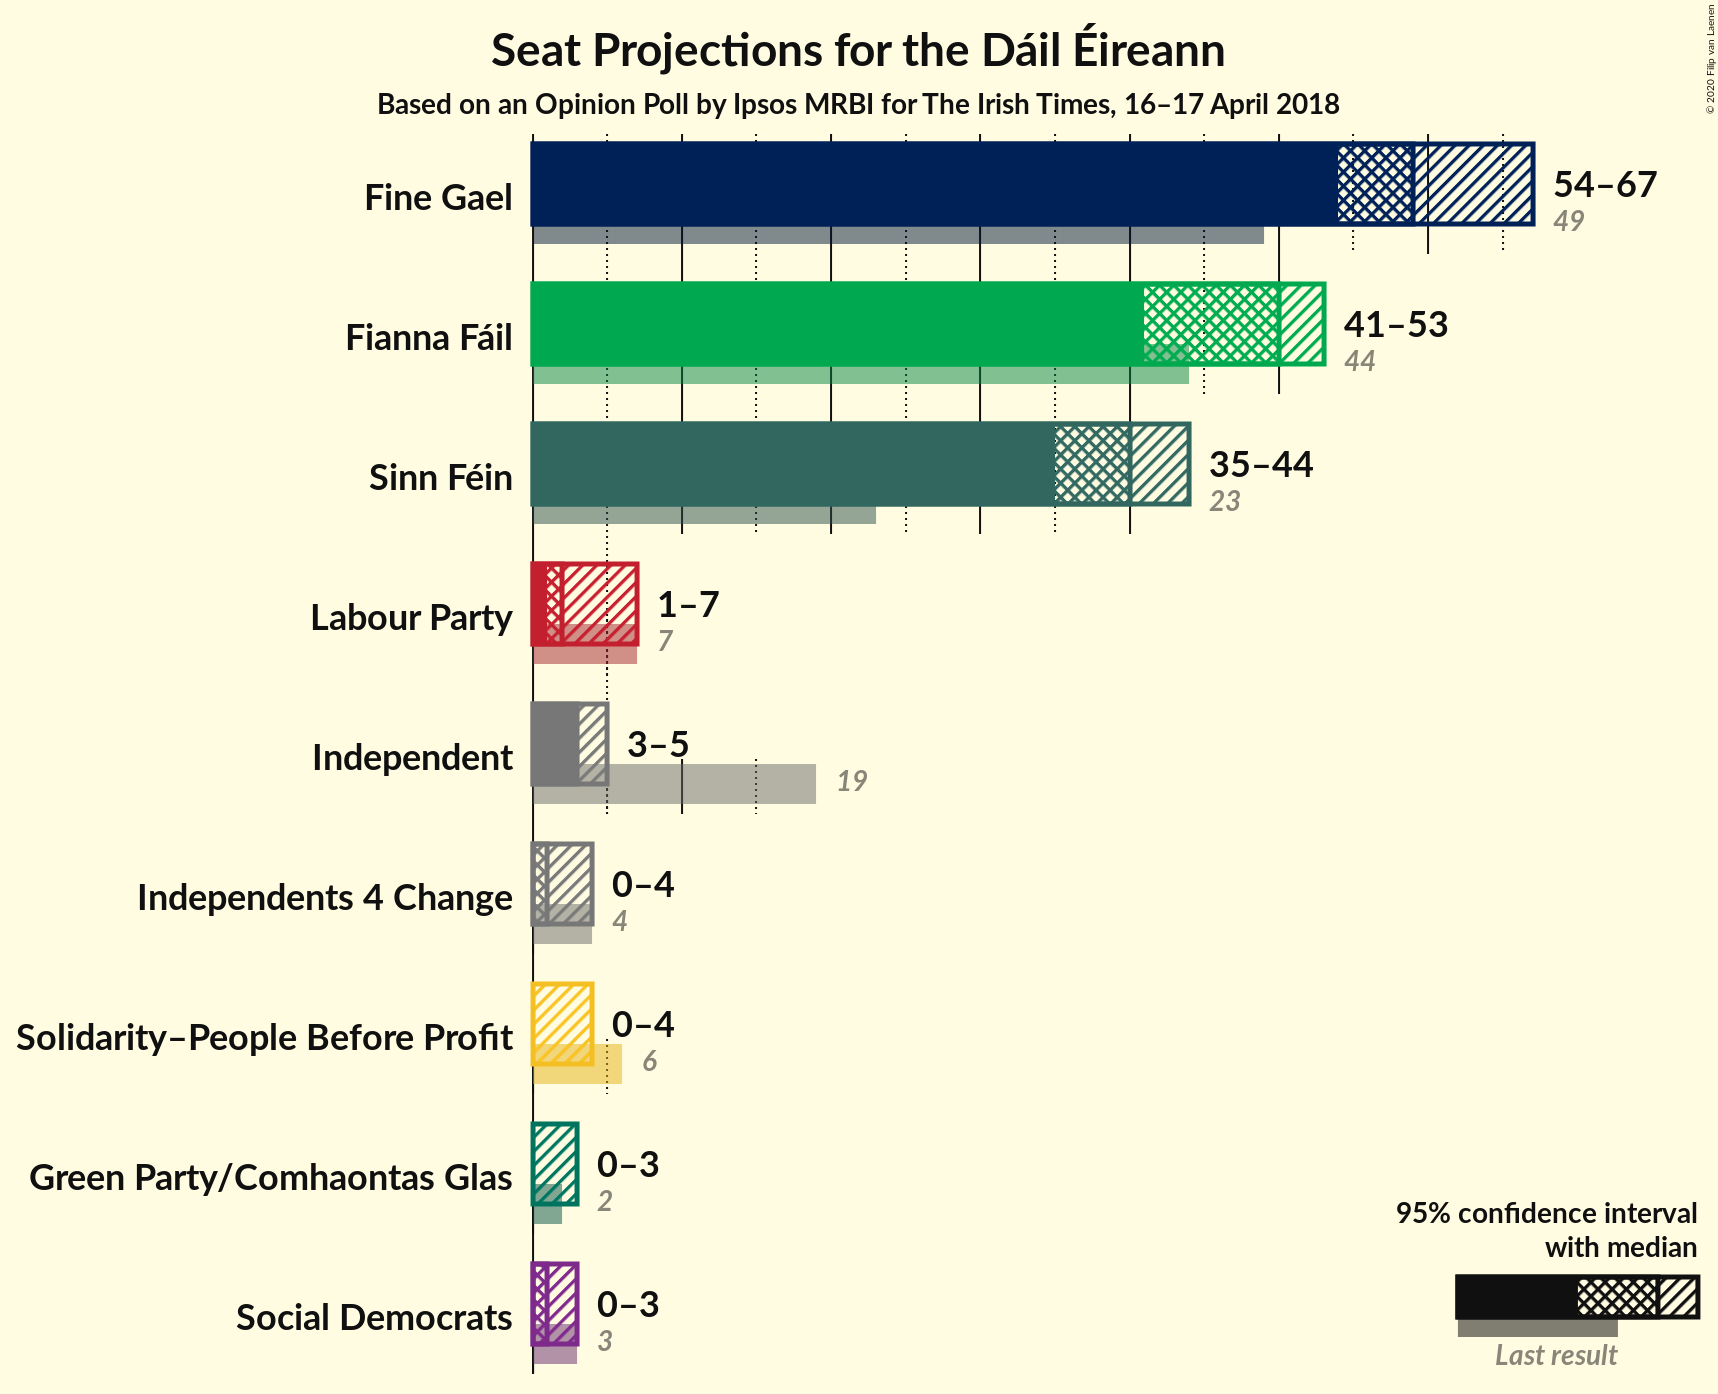 Seat Projections for the Dáil Éireann
Based on an Opinion Poll by Ipsos MRBI for The Irish Times, 16–17 April 2018
© 2020 Filip van Laenen
Fine Gael
54–67
49
Fianna Fáil
41–53
44
Sinn Féin
35–44
23
Labour Party
1–7
7
Independent
3–5
19
Independents 4 Change
0–4
4
Solidarity–People Before Profit
0–4
6
Green Party/Comhaontas Glas
0–3
2
Social Democrats
0–3
3
95% confidence interval
with median
Last result